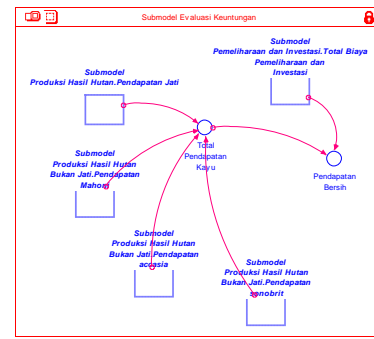 Submodel Evaluasi Keuntungan
Submodel
Pemeliharaan dan Investasi.Total Biaya
Pemeliharaan dan
Investasi
Submodel
Produksi Hasil Hutan.Pendapatan Jati
Total
Pendapatan
Kayu
Submodel
Produksi Hasil Hutan
Bukan Jati.Pendapatan
Mahoni
Pendapatan
Bersih
Submodel
Produksi Hasil Hutan
Bukan Jati.Pendapatan
accasia
Submodel
Produksi Hasil Hutan
Bukan Jati.Pendapatan
sonobrit